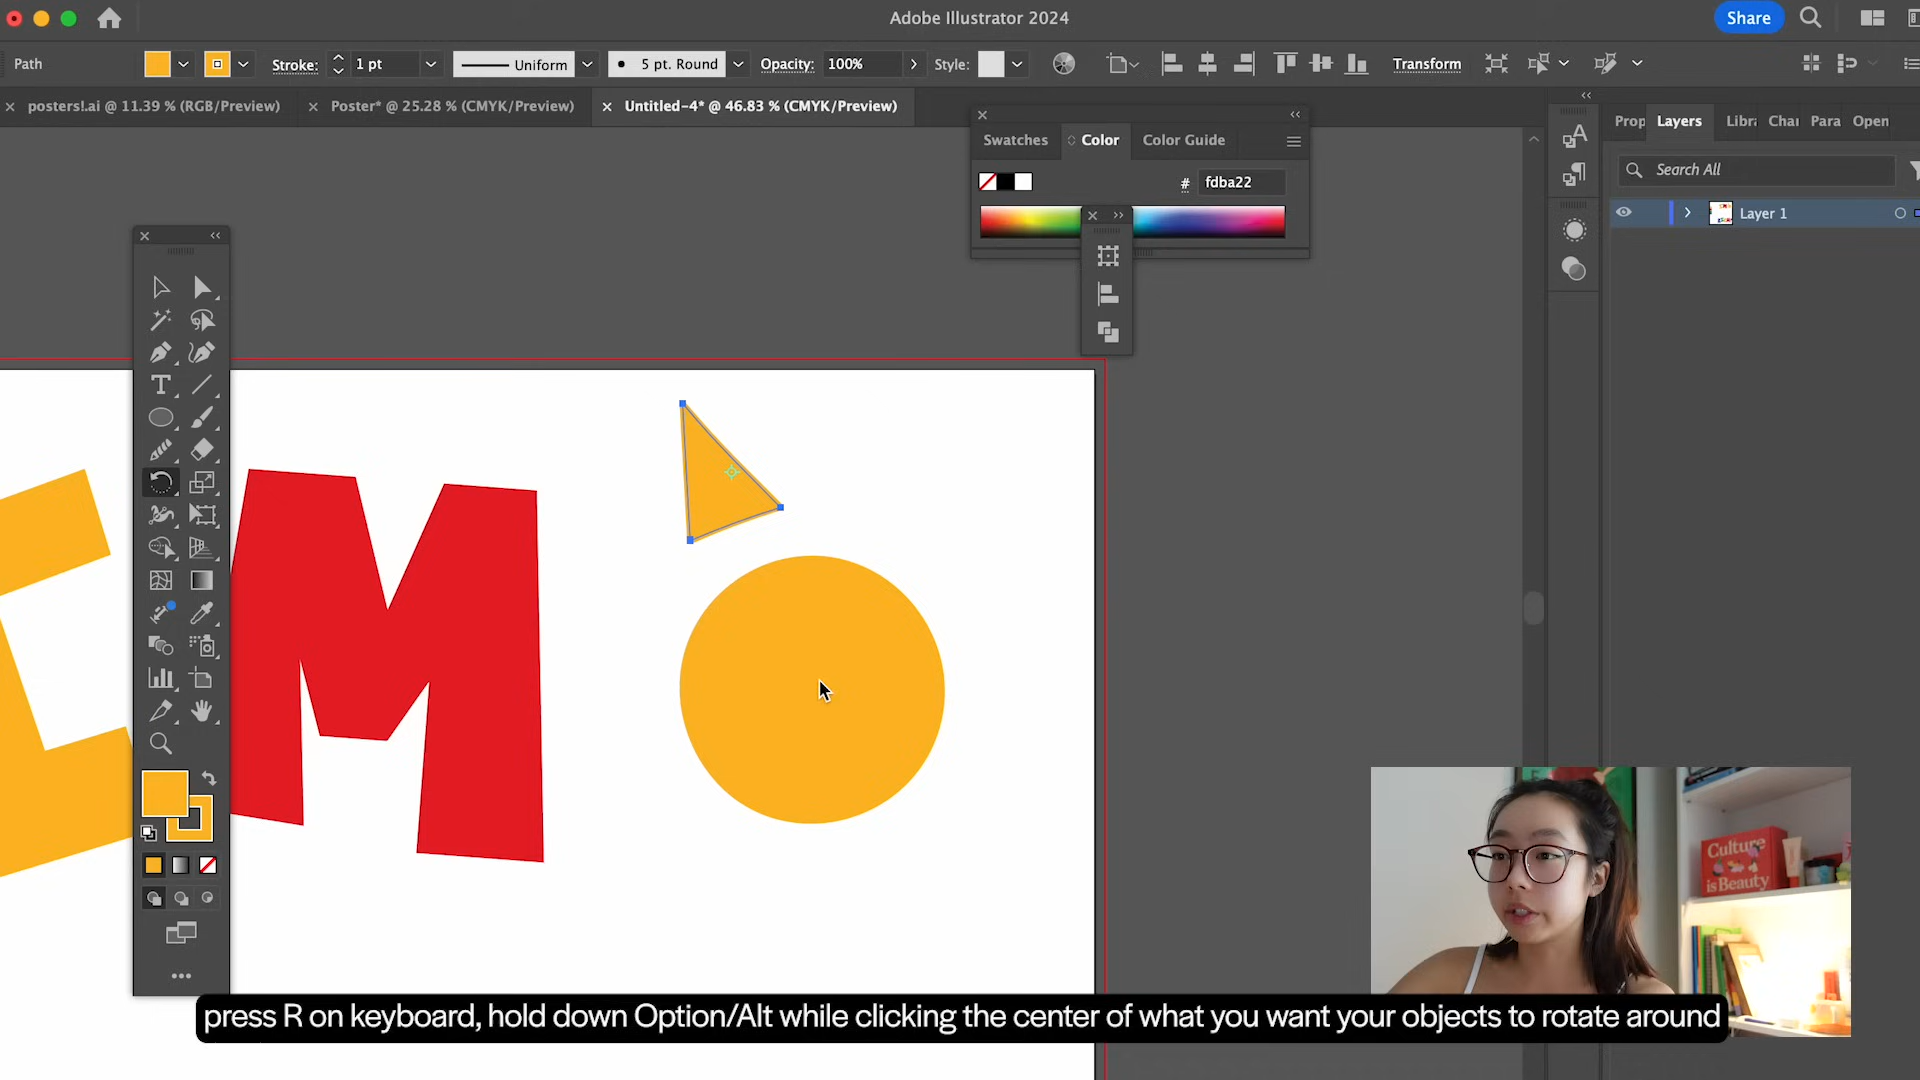 Adobe Illustrator 2024
Share
Path
Stroke:
1 pt
Uniform
5 pt. Round
Opacity:
100%
Style:
Transform
posters!.ai @ 11.39 % (RGB/Preview)
Poster* @ 25.28 % (CMYK/Preview)
Untitled-4* @ 46.83 % (CMYK/Preview)
Swatches
Color
Color Guide
# fdba22
Prop
Layers
Libr
Char
Para
Open
Search All
Layer 1
M
Culture
is Beauty
press R on keyboard, hold down Option/Alt while clicking the center of what you want your objects to rotate around